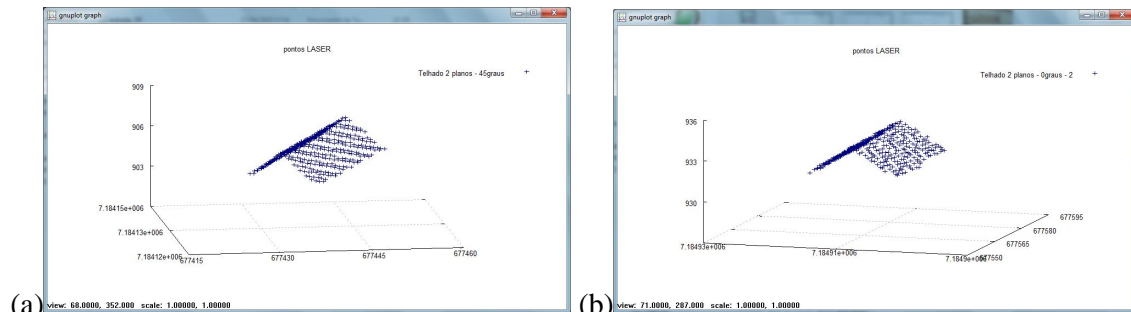 gnuplot graph
pontos LASER
Telhado 2 planos - 45graus
909
906
903
7.18415e+006
7.18413e+006
7.18412e+006
677415
677430
677445
677460
view: 68.0000, 352.000 scale: 1.00000, 1.00000
(a)
gnuplot graph
pontos LASER
Telhado 2 planos - 0graus - 2
936
933
930
7.18493e+006
7.18491e+006
7.1849e+006
677550
677565
677580
677595
view: 71.0000, 287.000 scale: 1.00000, 1.00000
(b)